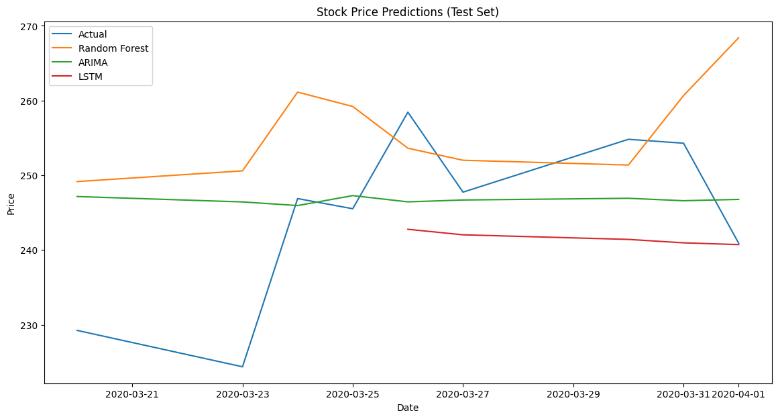 Stock Price Predictions (Test Set)
Actual
Random Forest
ARIMA
LSTM
270
260
250
240
230
Price
2020-03-21
2020-03-23
2020-03-25
2020-03-27
2020-03-29
2020-03-31
2020-04-01
Date